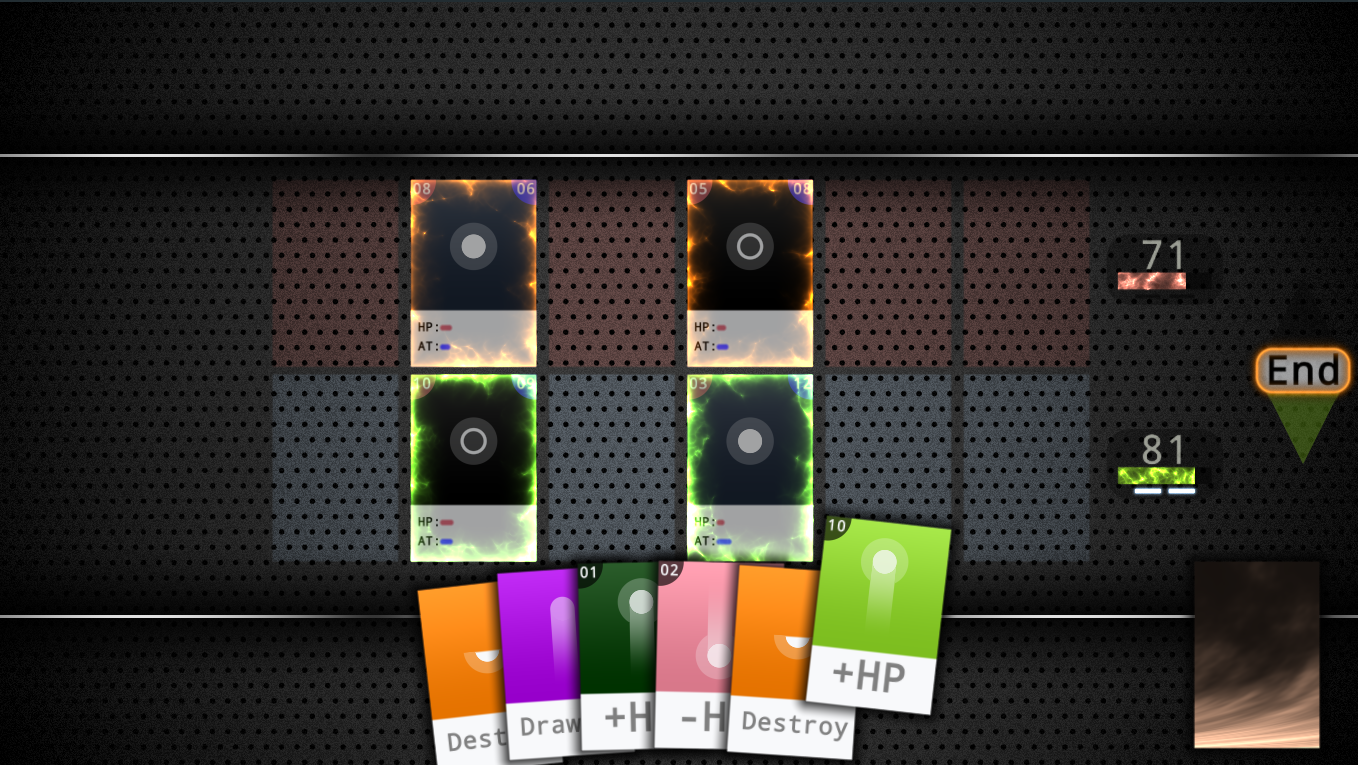 08 06
HP:
AT:
05 08
HP:
AT:
71
End
10
HP:
AT:
03 12
HP:
AT:
81
Dest
Draw
01
+H
02
-H
Destroy
10
+HP